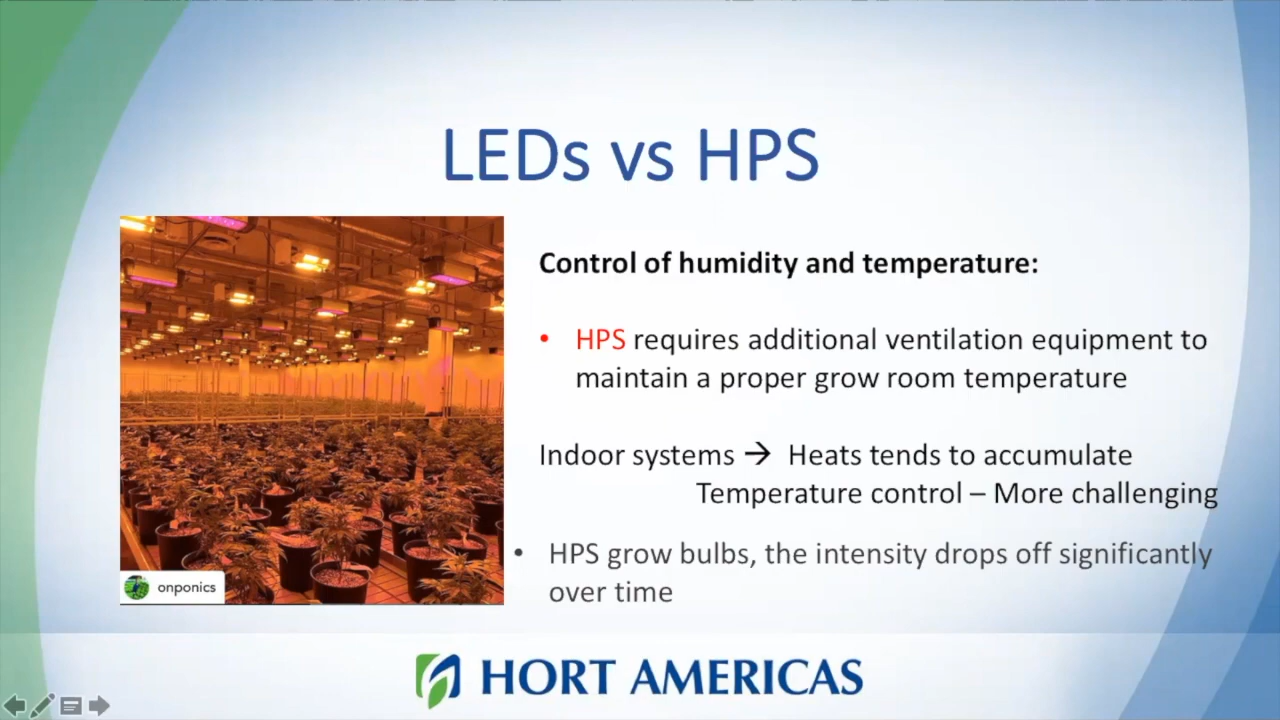 LEDs vs HPS
Control of humidity and temperature:
• HPS requires additional ventilation equipment to
maintain a proper grow room temperature
Indoor systems → Heats tends to accumulate
Temperature control – More challenging
• HPS grow bulbs, the intensity drops off significantly
over time
onponics
HORT AMERICAS